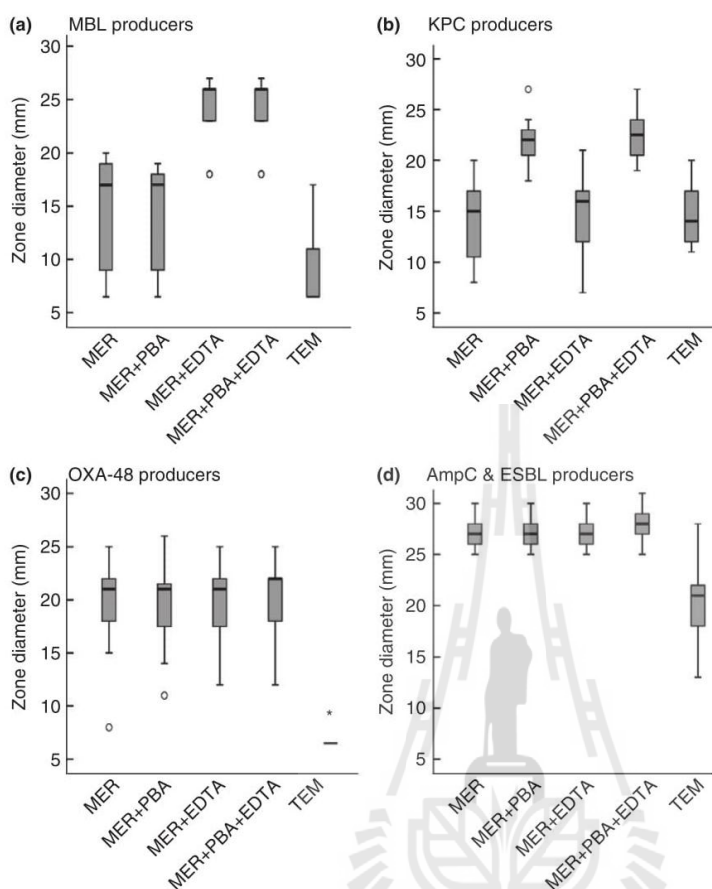 (a) MBL producers
Zone diameter (mm)
30
25
20
15
10
5
MER
MER+PBA
MER+EDTA
MER+PBA+EDTA
TEM
(b) KPC producers
Zone diameter (mm)
30
25
20
15
10
5
MER
MER+PBA
MER+EDTA
MER+PBA+EDTA
TEM
(c) OXA-48 producers
Zone diameter (mm)
30
25
20
15
10
5
*
MER
MER+PBA
MER+EDTA
MER+PBA+EDTA
TEM
(d) AmpC & ESBL producers
Zone diameter (mm)
30
25
20
15
10
5
MER
MER+PBA
MER+EDTA
MER+PBA+EDTA
TEM